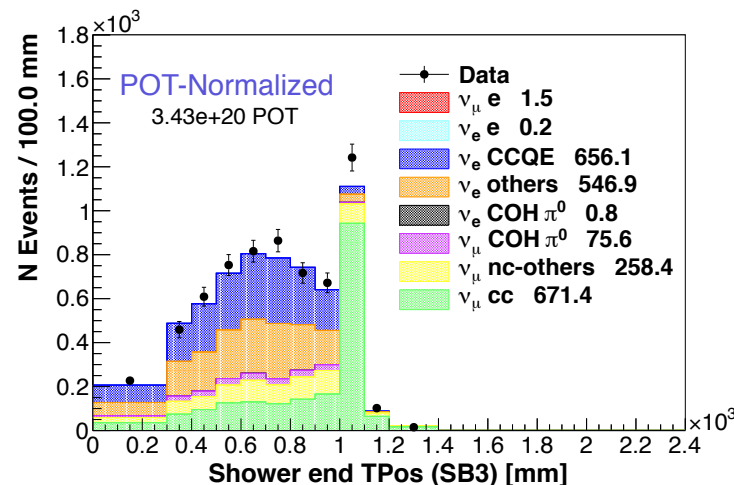 ×10³
N Events / 100.0 mm
1.8
1.6
1.4
1.2
1
0.8
0.6
0.4
0.2
0
POT-Normalized
3.43e+20 POT
Data
ν_μ e 1.5
ν_e e 0.2
ν_e CCQE 656.1
ν_e others 546.9
ν_e COH π⁰ 0.8
ν_μ COH π⁰ 75.6
ν_μ nc-others 258.4
ν_μ cc 671.4
0 0.2 0.4 0.6 0.8 1 1.2 1.4 1.6 1.8 2 2.2 2.4
×10³
Shower end TPos (SB3) [mm]